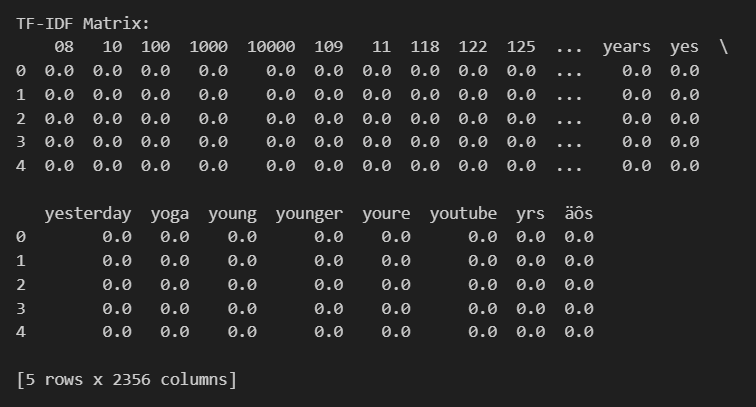 TF-IDF Matrix:
08 10 100 1000 10000 109 11 118 122 125 ... years yes \
0 0.0 0.0 0.0 0.0 0.0 0.0 0.0 0.0 0.0 0.0 ... 0.0 0.0
1 0.0 0.0 0.0 0.0 0.0 0.0 0.0 0.0 0.0 0.0 ... 0.0 0.0
2 0.0 0.0 0.0 0.0 0.0 0.0 0.0 0.0 0.0 0.0 ... 0.0 0.0
3 0.0 0.0 0.0 0.0 0.0 0.0 0.0 0.0 0.0 0.0 ... 0.0 0.0
4 0.0 0.0 0.0 0.0 0.0 0.0 0.0 0.0 0.0 0.0 ... 0.0 0.0
yesterday yoga young younger youre youtube yrs äôs
0 0.0 0.0 0.0 0.0 0.0 0.0 0.0 0.0
1 0.0 0.0 0.0 0.0 0.0 0.0 0.0 0.0
2 0.0 0.0 0.0 0.0 0.0 0.0 0.0 0.0
3 0.0 0.0 0.0 0.0 0.0 0.0 0.0 0.0
4 0.0 0.0 0.0 0.0 0.0 0.0 0.0 0.0
[5 rows x 2356 columns]